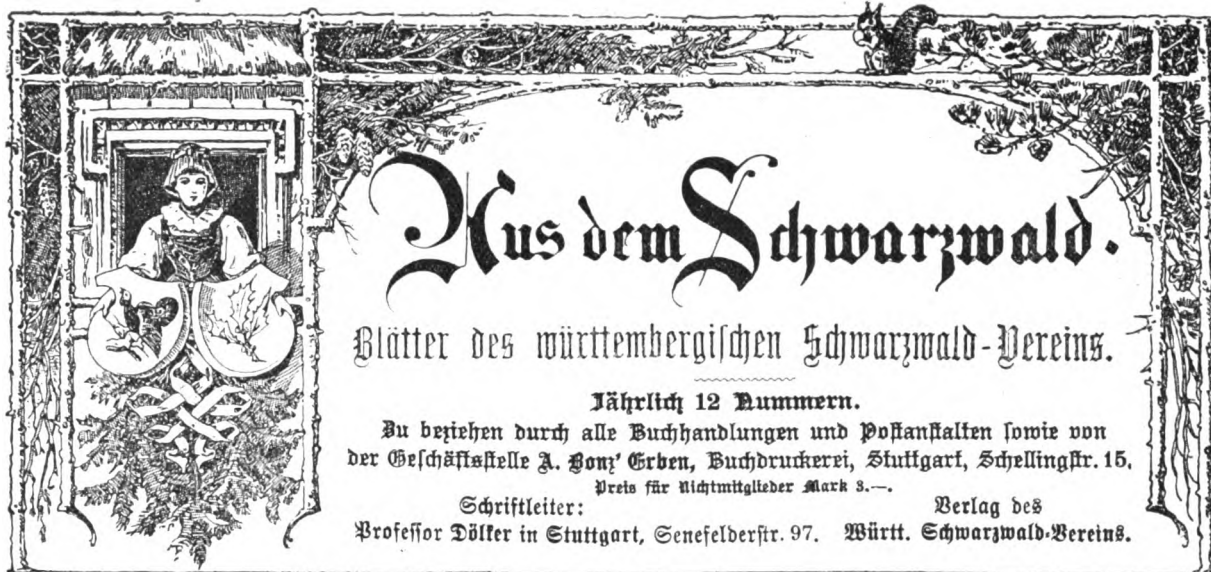 Aus dem Schwarzwald.
Blätter des württembergischen Schwarzwald-Vereins.
Jährlich 12 Nummern.
Zu beziehen durch alle Buchhandlungen und Postanstalten sowie von
der Geschäftsstelle A. Bonz' Erben, Buchdruckerei, Stuttgart, Schellingstr. 15.
Preis für Nichtmitglieder Mark 3.—.
Schriftleiter:
Professor Dölker in Stuttgart, Senefelderstr. 97.
Verlag des
Württ. Schwarzwald-Vereins.